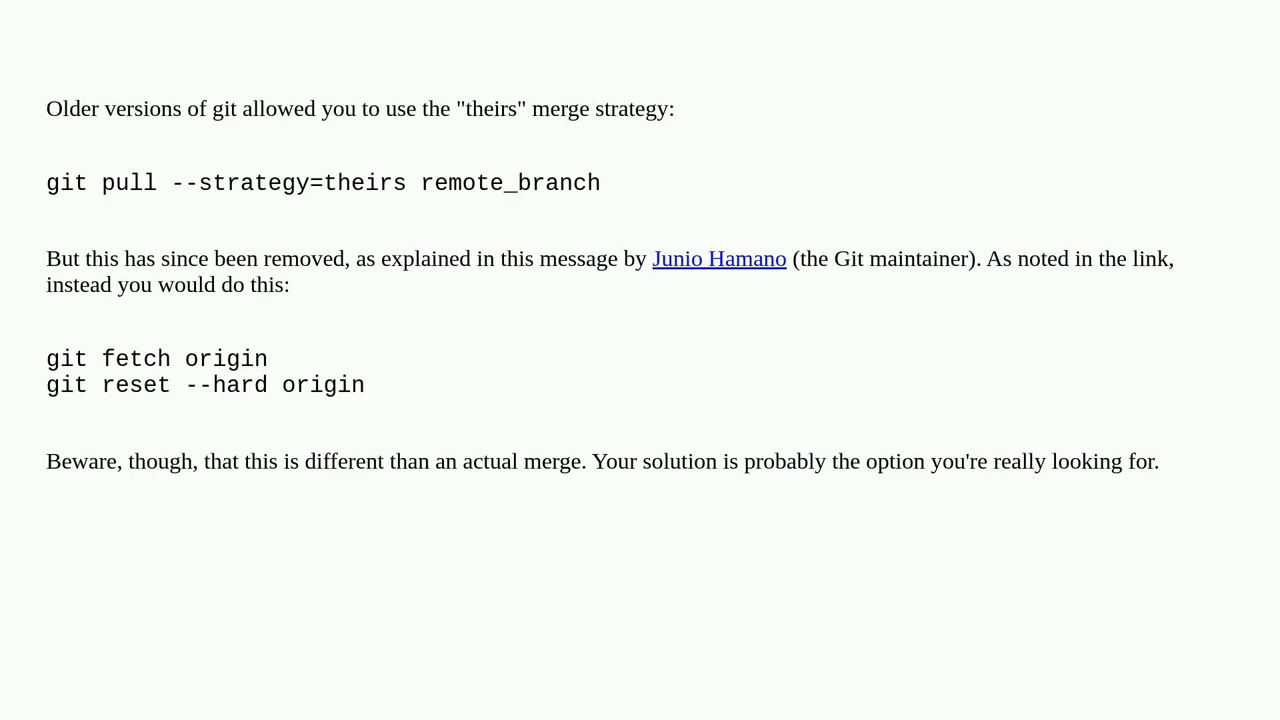 Older versions of git allowed you to use the "theirs" merge strategy:
git pull --strategy=theirs remote_branch
But this has since been removed, as explained in this message by Junio Hamano (the Git maintainer). As noted in the link,
instead you would do this:
git fetch origin
git reset --hard origin
Beware, though, that this is different than an actual merge. Your solution is probably the option you're really looking for.